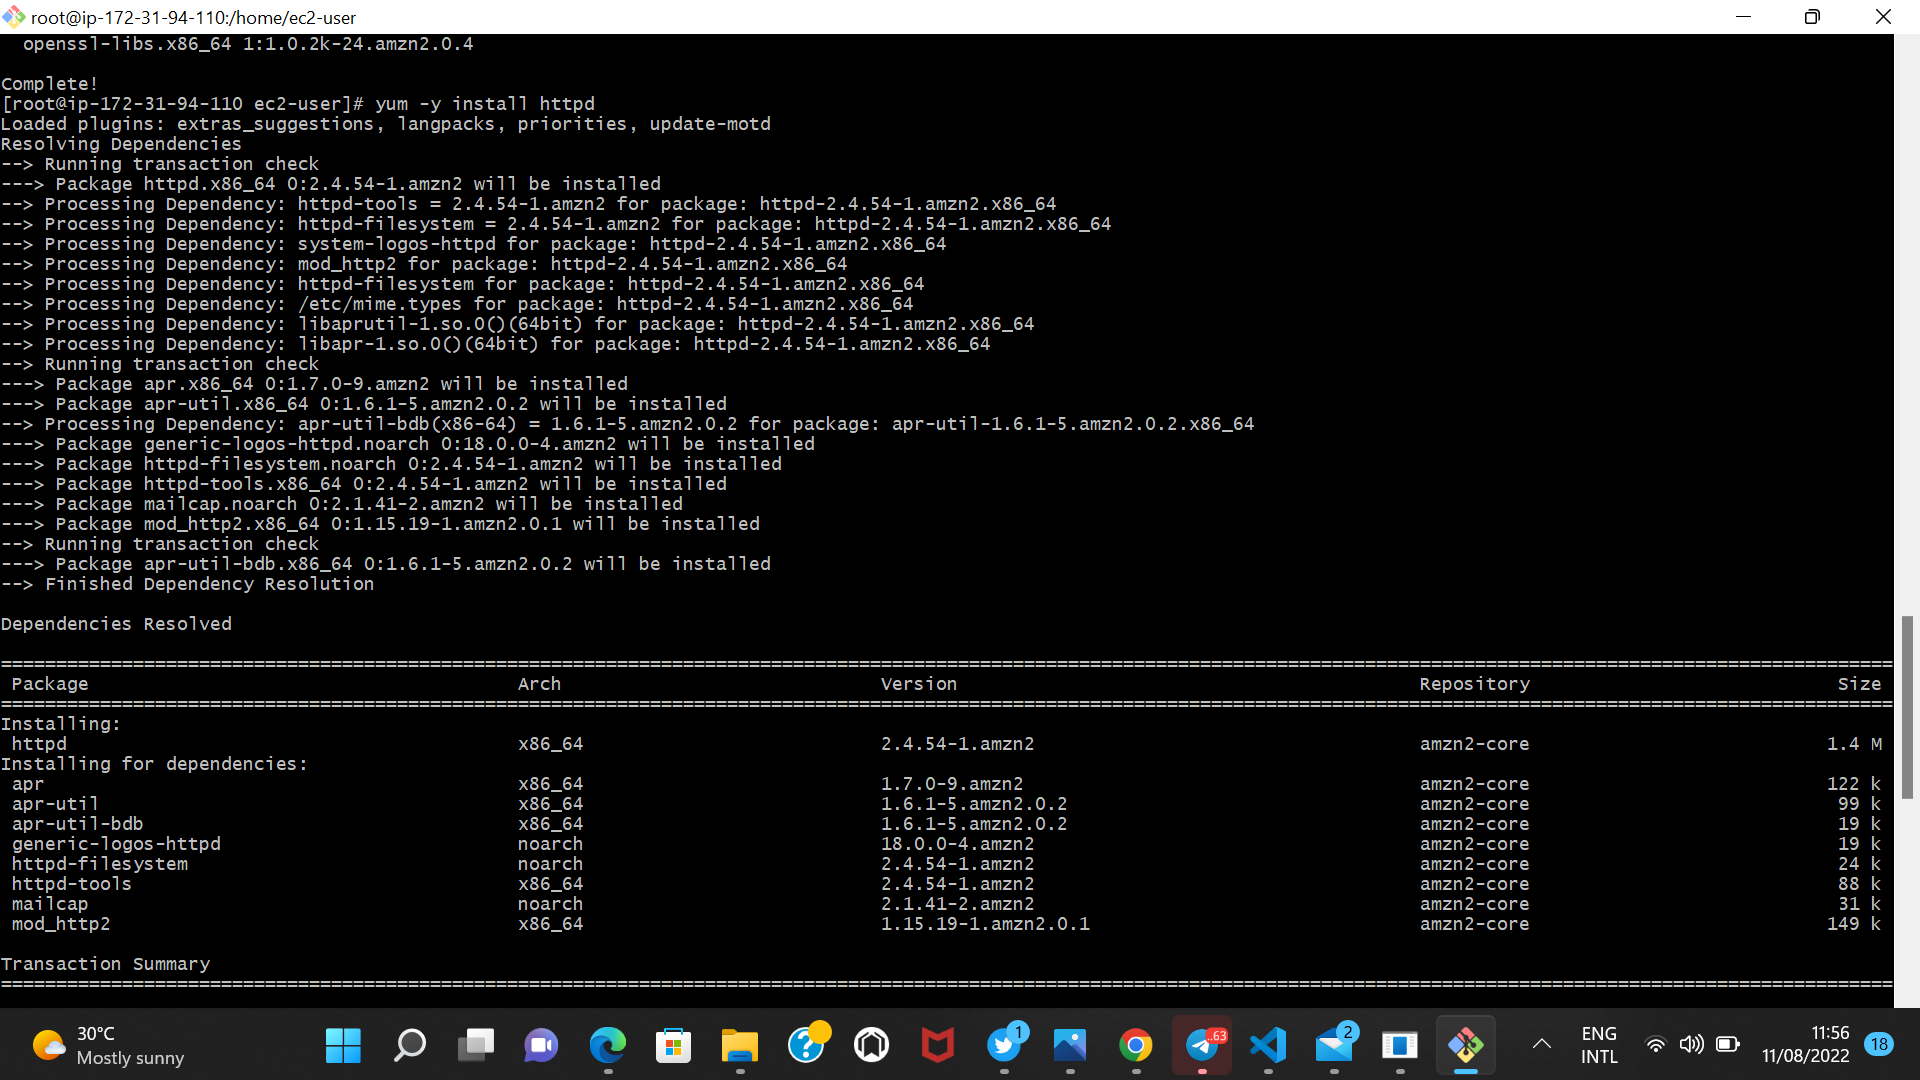 root@ip-172-31-94-110:/home/ec2-user
openssl-libs.x86_64 1:1.0.2k-24.amzn2.0.4
Complete!
[root@ip-172-31-94-110 ec2-user]# yum -y install httpd
Loaded plugins: extras_suggestions, langpacks, priorities, update-motd
Resolving Dependencies
--> Running transaction check
---> Package httpd.x86_64 0:2.4.54-1.amzn2 will be installed
--> Processing Dependency: httpd-tools = 2.4.54-1.amzn2 for package: httpd-2.4.54-1.amzn2.x86_64
--> Processing Dependency: httpd-filesystem = 2.4.54-1.amzn2 for package: httpd-2.4.54-1.amzn2.x86_64
--> Processing Dependency: system-logos-httpd for package: httpd-2.4.54-1.amzn2.x86_64
--> Processing Dependency: mod_http2 for package: httpd-2.4.54-1.amzn2.x86_64
--> Processing Dependency: httpd-filesystem for package: httpd-2.4.54-1.amzn2.x86_64
--> Processing Dependency: /etc/mime.types for package: httpd-2.4.54-1.amzn2.x86_64
--> Processing Dependency: libaprutil-1.so.0()(64bit) for package: httpd-2.4.54-1.amzn2.x86_64
--> Processing Dependency: libapr-1.so.0()(64bit) for package: httpd-2.4.54-1.amzn2.x86_64
--> Running transaction check
---> Package apr.x86_64 0:1.7.0-9.amzn2 will be installed
---> Package apr-util.x86_64 0:1.6.1-5.amzn2.0.2 will be installed
--> Processing Dependency: apr-util-bdb(x86-64) = 1.6.1-5.amzn2.0.2 for package: apr-util-1.6.1-5.amzn2.0.2.x86_64
---> Package generic-logos-httpd.noarch 0:18.0.0-4.amzn2 will be installed
---> Package httpd-filesystem.noarch 0:2.4.54-1.amzn2 will be installed
---> Package httpd-tools.x86_64 0:2.4.54-1.amzn2 will be installed
---> Package mailcap.noarch 0:2.1.41-2.amzn2 will be installed
---> Package mod_http2.x86_64 0:1.15.19-1.amzn2.0.1 will be installed
--> Running transaction check
---> Package apr-util-bdb.x86_64 0:1.6.1-5.amzn2.0.2 will be installed
--> Finished Dependency Resolution
Dependencies Resolved
Package Arch Version Repository Size
Installing:
httpd x86_64 2.4.54-1.amzn2 amzn2-core 1.4 M
Installing for dependencies:
apr x86_64 1.7.0-9.amzn2 amzn2-core 122 k
apr-util x86_64 1.6.1-5.amzn2.0.2 amzn2-core 99 k
apr-util-bdb x86_64 1.6.1-5.amzn2.0.2 amzn2-core 19 k
generic-logos-httpd noarch 18.0.0-4.amzn2 amzn2-core 19 k
httpd-filesystem noarch 2.4.54-1.amzn2 amzn2-core 24 k
httpd-tools x86_64 2.4.54-1.amzn2 amzn2-core 88 k
mailcap noarch 2.1.41-2.amzn2 amzn2-core 31 k
mod_http2 x86_64 1.15.19-1.amzn2.0.1 amzn2-core 149 k
Transaction Summary
30°C
Mostly sunny
1
..63
2
ENG
INTL
11:56
11/08/2022
18